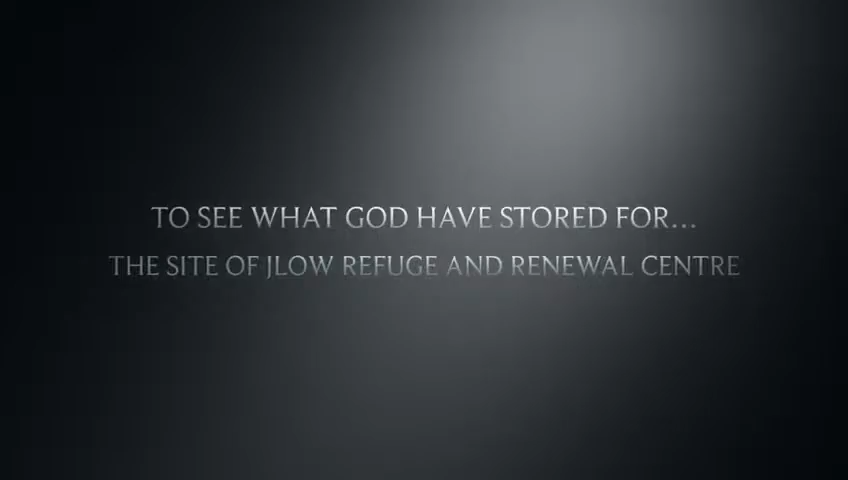 TO SEE WHAT GOD HAVE STORED FOR...
THE SITE OF JLOW REFUGE AND RENEWAL CENTRE